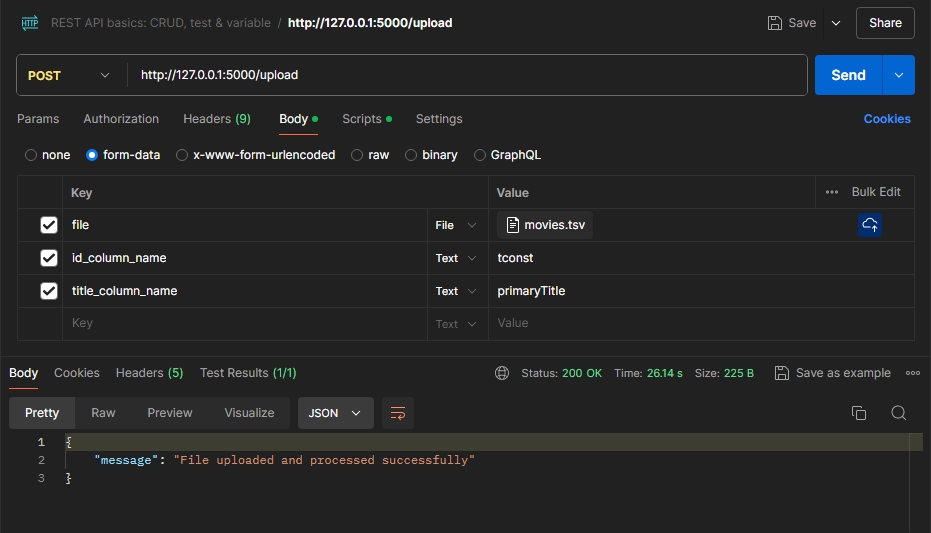 HTTP REST API basics: CRUD, test & variable / http://127.0.0.1:5000/upload Save Share
POST http://127.0.0.1:5000/upload Send
Params Authorization Headers (9) Body Scripts Settings Cookies
none form-data x-www-form-urlencoded raw binary GraphQL
Key Value Bulk Edit
file File movies.tsv
id_column_name Text tconst
title_column_name Text primaryTitle
Key Text Value
Body Cookies Headers (5) Test Results (1/1) Status: 200 OK Time: 26.14 s Size: 225 B Save as example
Pretty Raw Preview Visualize JSON
1 {
2 "message": "File uploaded and processed successfully"
3 }